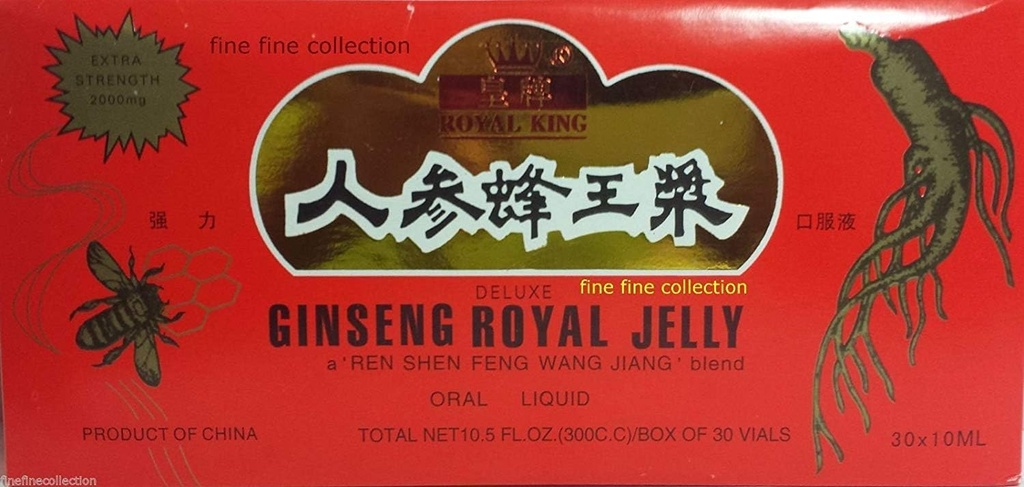 EXTRA
STRENGTH
2000mg
fine fine collection
®
皇牌
ROYAL KING
人参蜂王浆
强 力
口服液
DELUXE
fine fine collection
GINSENG ROYAL JELLY
a 'REN SHEN FENG WANG JIANG' blend
ORAL LIQUID
PRODUCT OF CHINA
TOTAL NET10.5 FL.OZ.(300C.C)/BOX OF 30 VIALS
30x10ML
finefinecollection